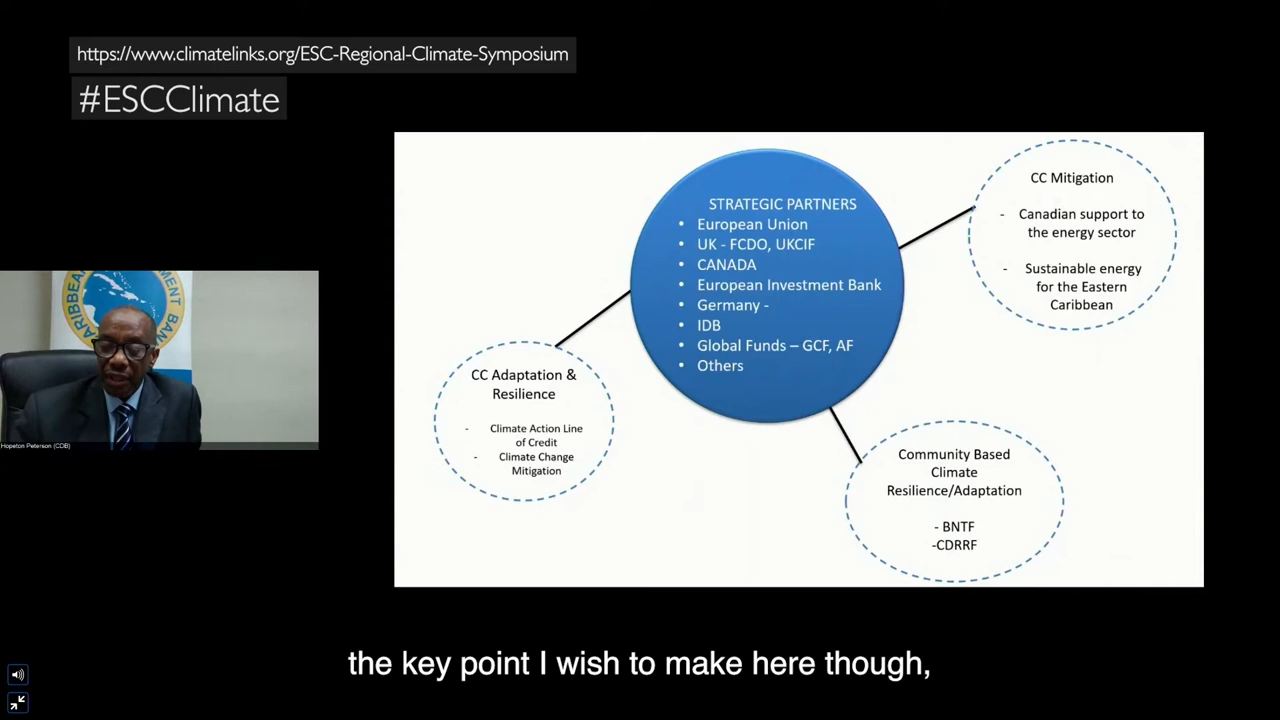 https://www.climatelinks.org/ESC-Regional-Climate-Symposium
#ESCClimate
STRATEGIC PARTNERS
• European Union
• UK - FCDO, UKCIF
• CANADA
• European Investment Bank
• Germany -
• IDB
• Global Funds – GCF, AF
• Others
CC Mitigation
- Canadian support to
the energy sector
- Sustainable energy
for the Eastern
Caribbean
CC Adaptation &
Resilience
- Climate Action Line
of Credit
- Climate Change
Mitigation
Community Based
Climate
Resilience/Adaptation
- BNTF
-CDRRF
Hopeton Peterson (CDB)
the key point I wish to make here though,